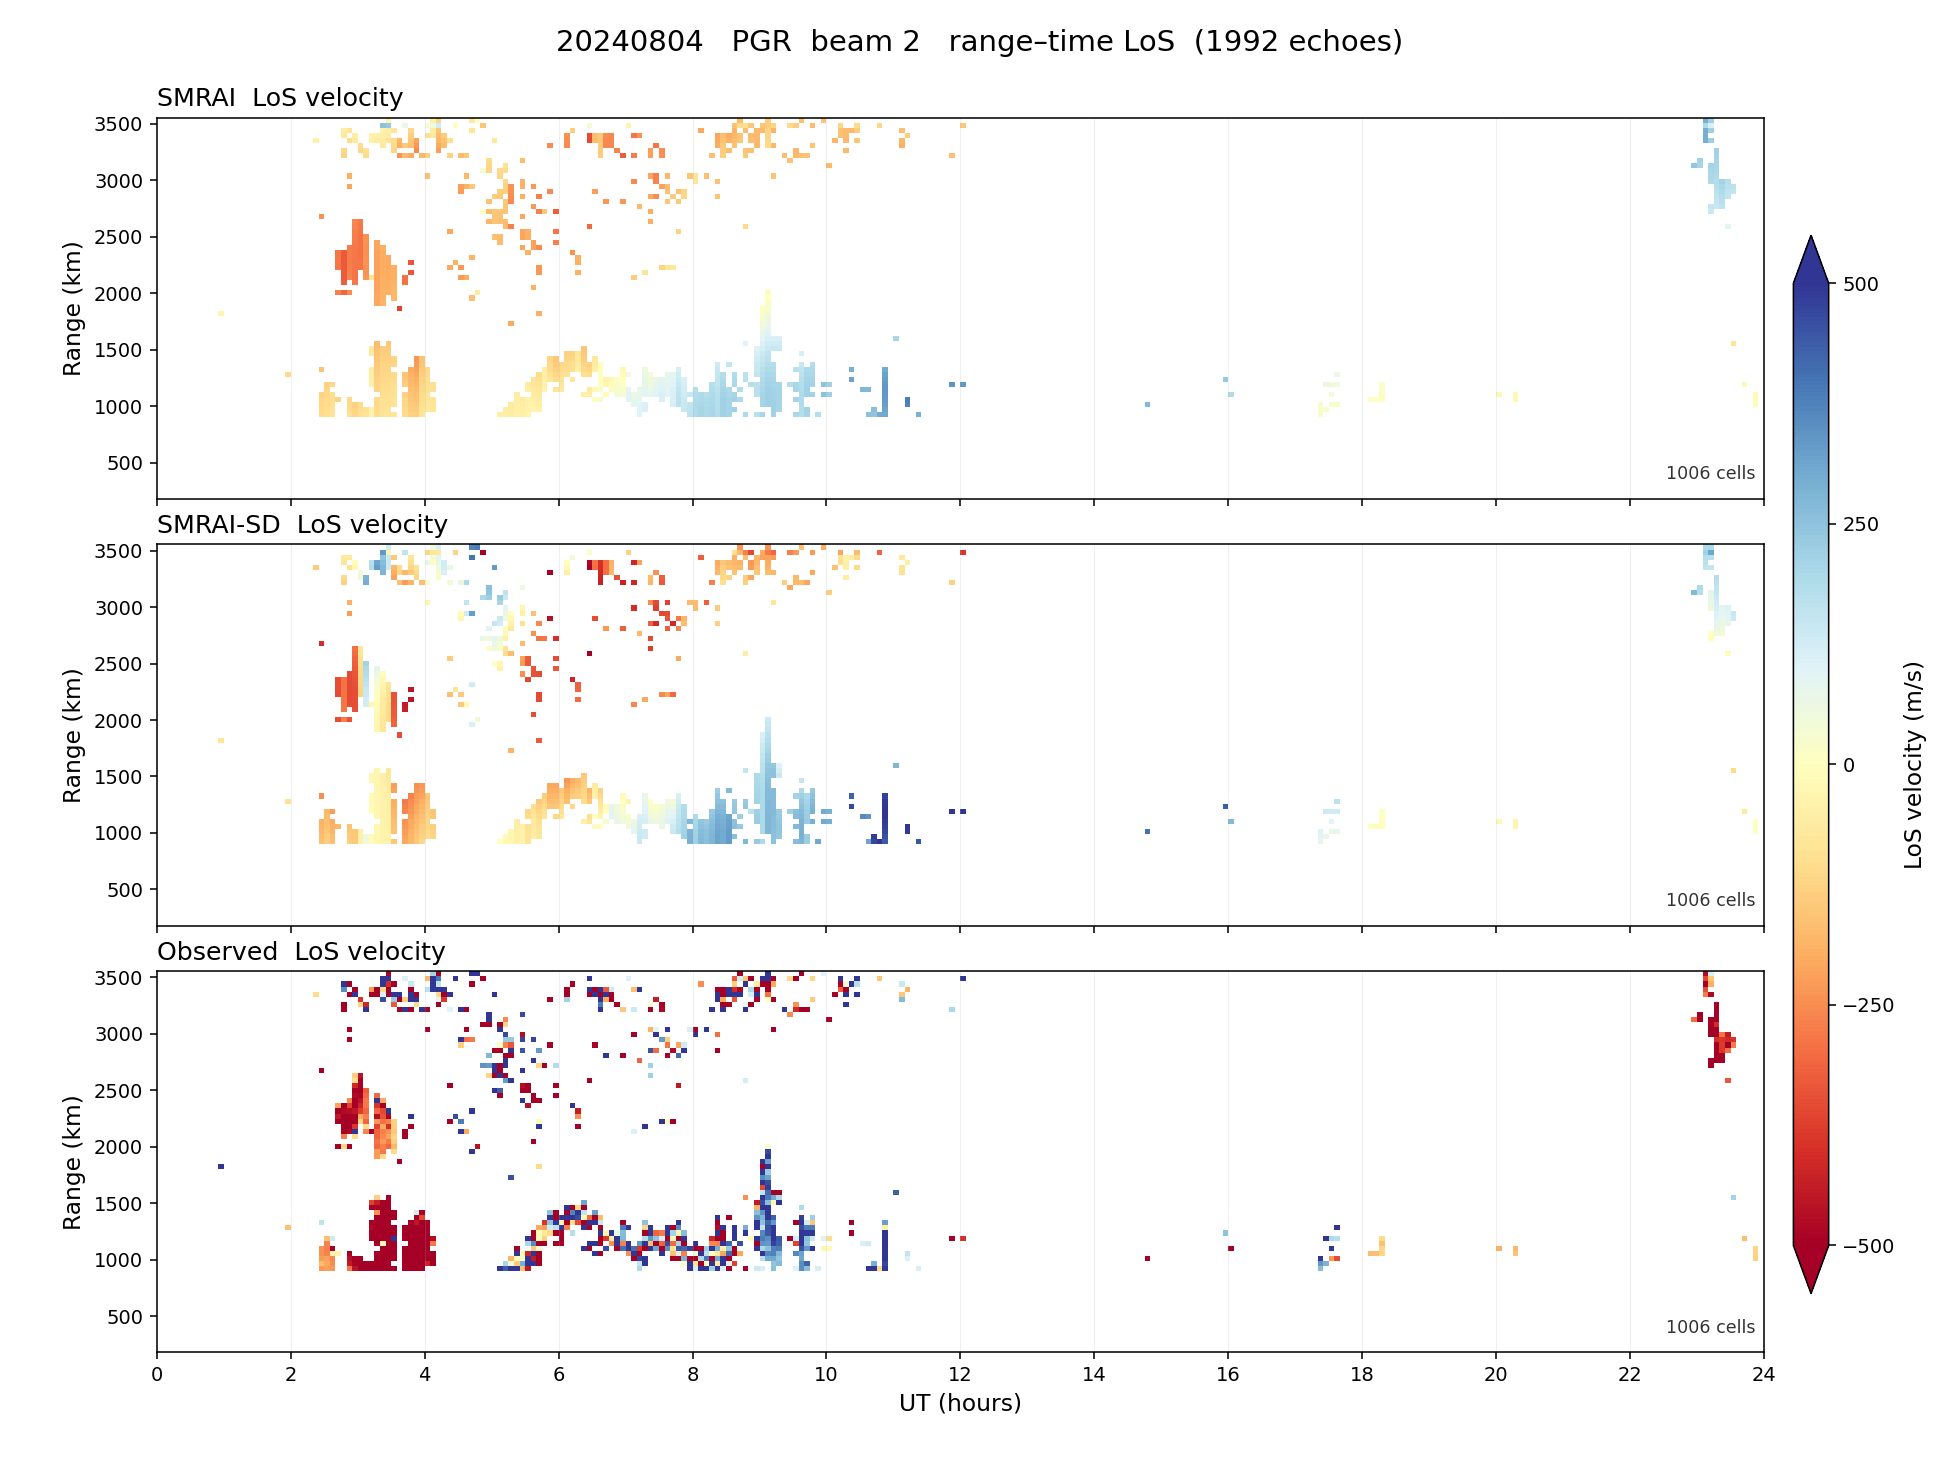 20240804   PGR  beam 2   range–time LoS  (1992 echoes)
SMRAI  LoS velocity
3500
3000
2500
2000
1500
1000
500
Range (km)
1006 cells
SMRAI-SD  LoS velocity
3500
3000
2500
2000
1500
1000
500
Range (km)
1006 cells
Observed  LoS velocity
3500
3000
2500
2000
1500
1000
500
Range (km)
1006 cells
0 2 4 6 8 10 12 14 16 18 20 22 24
UT (hours)
500
250
0
−250
−500
LoS velocity (m/s)